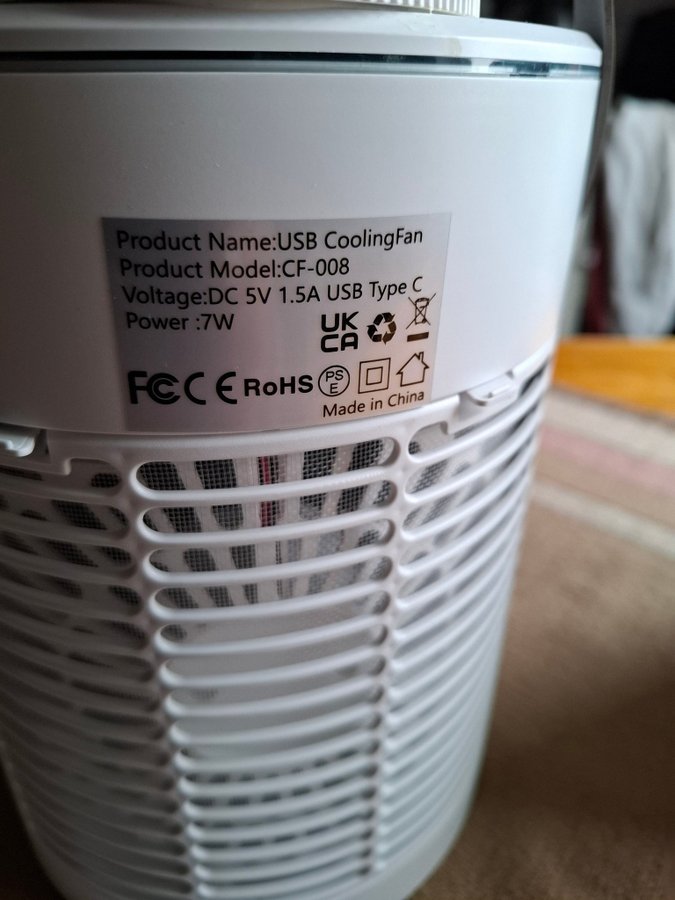 Product Name:USB CoolingFan
Product Model:CF-008
Voltage:DC 5V 1.5A USB Type C
Power :7W
UK
CA
FC CE RoHS PS
E
Made in China